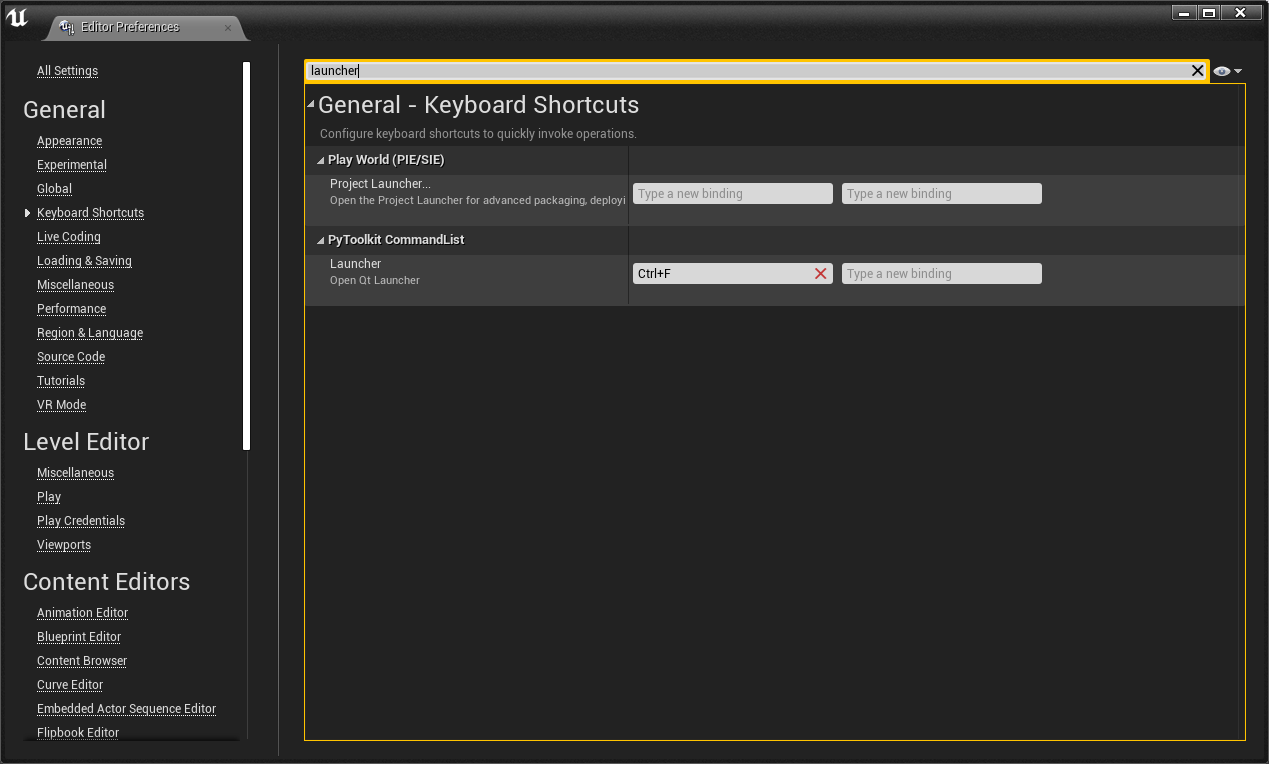 Editor Preferences
All Settings
General
Appearance
Experimental
Global
Keyboard Shortcuts
Live Coding
Loading & Saving
Miscellaneous
Performance
Region & Language
Source Code
Tutorials
VR Mode
Level Editor
Miscellaneous
Play
Play Credentials
Viewports
Content Editors
Animation Editor
Blueprint Editor
Content Browser
Curve Editor
Embedded Actor Sequence Editor
Flipbook Editor
launcher
General - Keyboard Shortcuts
Configure keyboard shortcuts to quickly invoke operations.
Play World (PIE/SIE)
Project Launcher...
Type a new binding Type a new binding
Open the Project Launcher for advanced packaging, deployi
PyToolkit CommandList
Launcher
Ctrl+F Type a new binding
Open Qt Launcher